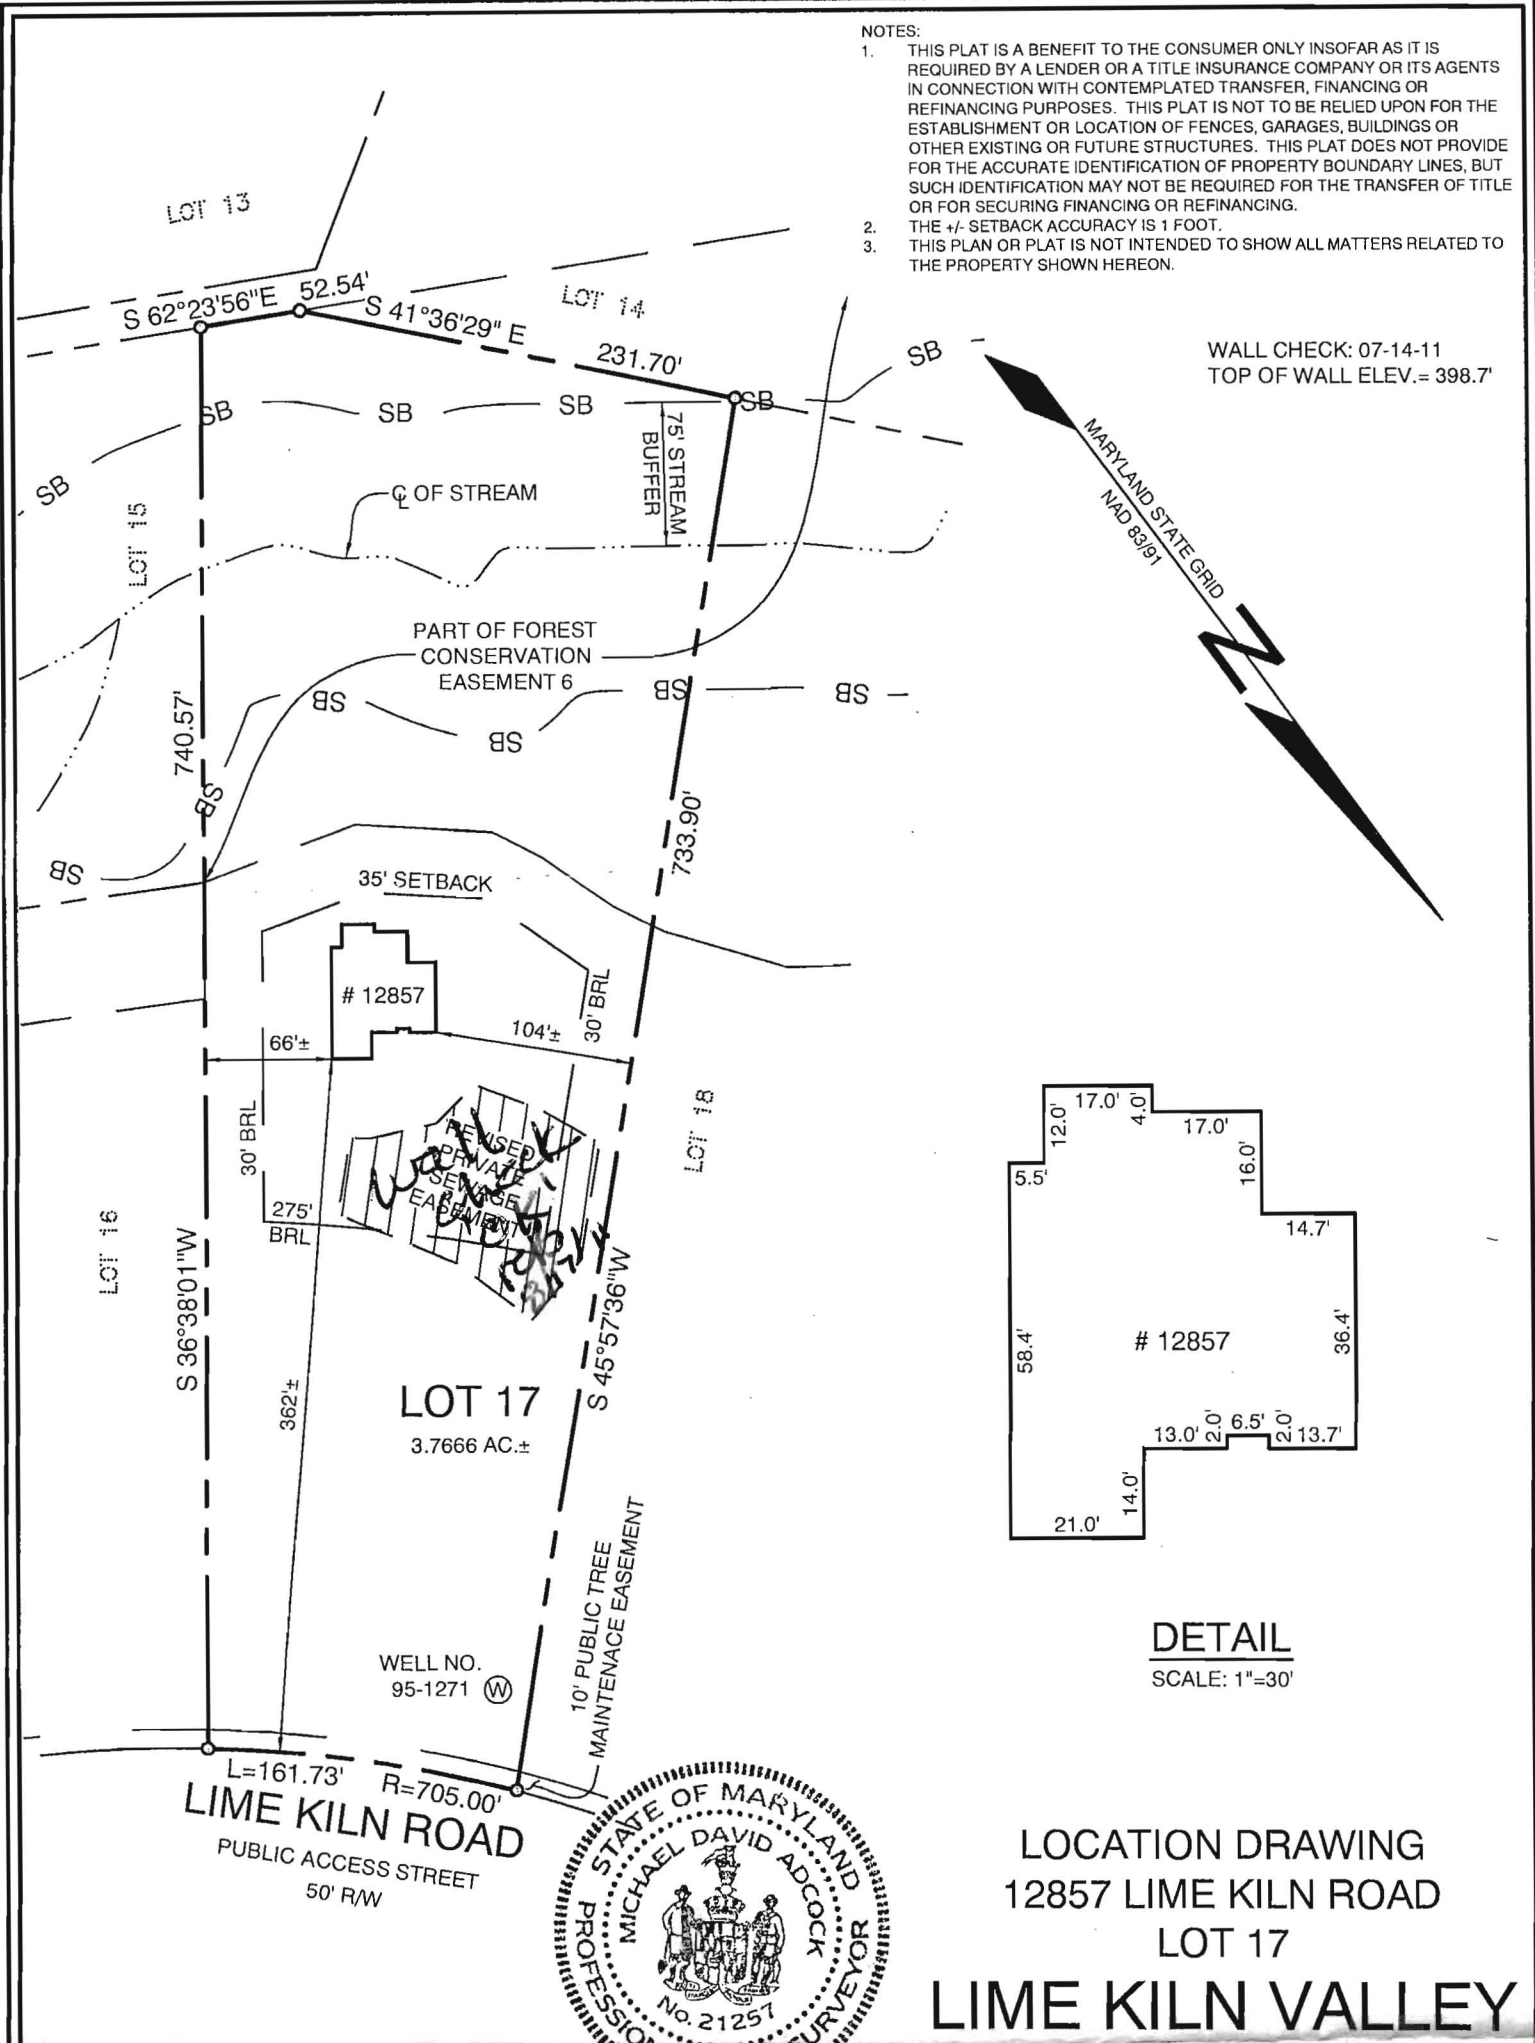 NOTES:
1. THIS PLAT IS A BENEFIT TO THE CONSUMER ONLY INSOFAR AS IT IS
REQUIRED BY A LENDER OR A TITLE INSURANCE COMPANY OR ITS AGENTS
IN CONNECTION WITH CONTEMPLATED TRANSFER, FINANCING OR
REFINANCING PURPOSES. THIS PLAT IS NOT TO BE RELIED UPON FOR THE
ESTABLISHMENT OR LOCATION OF FENCES, GARAGES, BUILDINGS OR
OTHER EXISTING OR FUTURE STRUCTURES. THIS PLAT DOES NOT PROVIDE
FOR THE ACCURATE IDENTIFICATION OF PROPERTY BOUNDARY LINES, BUT
SUCH IDENTIFICATION MAY NOT BE REQUIRED FOR THE TRANSFER OF TITLE
OR FOR SECURING FINANCING OR REFINANCING.
2. THE +/- SETBACK ACCURACY IS 1 FOOT.
3. THIS PLAN OR PLAT IS NOT INTENDED TO SHOW ALL MATTERS RELATED TO
THE PROPERTY SHOWN HEREON.
WALL CHECK: 07-14-11
TOP OF WALL ELEV.= 398.7'
MARYLAND STATE GRID
NAD 83/91
N
LOT 13
S 62°23'56"E 52.54'
LOT 14
S 41°36'29" E 231.70'
SB
SB
SB
SB
SB
SB
75' STREAM
BUFFER
℄ OF STREAM
LOT 15
PART OF FOREST
CONSERVATION
EASEMENT 6
SB
SB
SB
SB
SB
SB
740.57'
733.90'
35' SETBACK
# 12857
66'±
104'±
30' BRL
30' BRL
275'
BRL
REVISED
PRIVATE
SEWAGE
EASEMENT
LOT 18
LOT 16
S 36°38'01"W
S 45°57'36"W
362'±
LOT 17
3.7666 AC.±
WELL NO.
95-1271 W
10' PUBLIC TREE
MAINTENACE EASEMENT
L=161.73' R=705.00'
LIME KILN ROAD
PUBLIC ACCESS STREET
50' R/W
17.0'
4.0'
12.0'
17.0'
5.5'
16.0'
14.7'
58.4'
# 12857
36.4'
13.0'
2.0'
6.5'
2.0'
13.7'
14.0'
21.0'
DETAIL
SCALE: 1"=30'
STATE OF MARYLAND
MICHAEL DAVID ADCOCK
No. 21257
LOCATION DRAWING
12857 LIME KILN ROAD
LOT 17
LIME KILN VALLEY